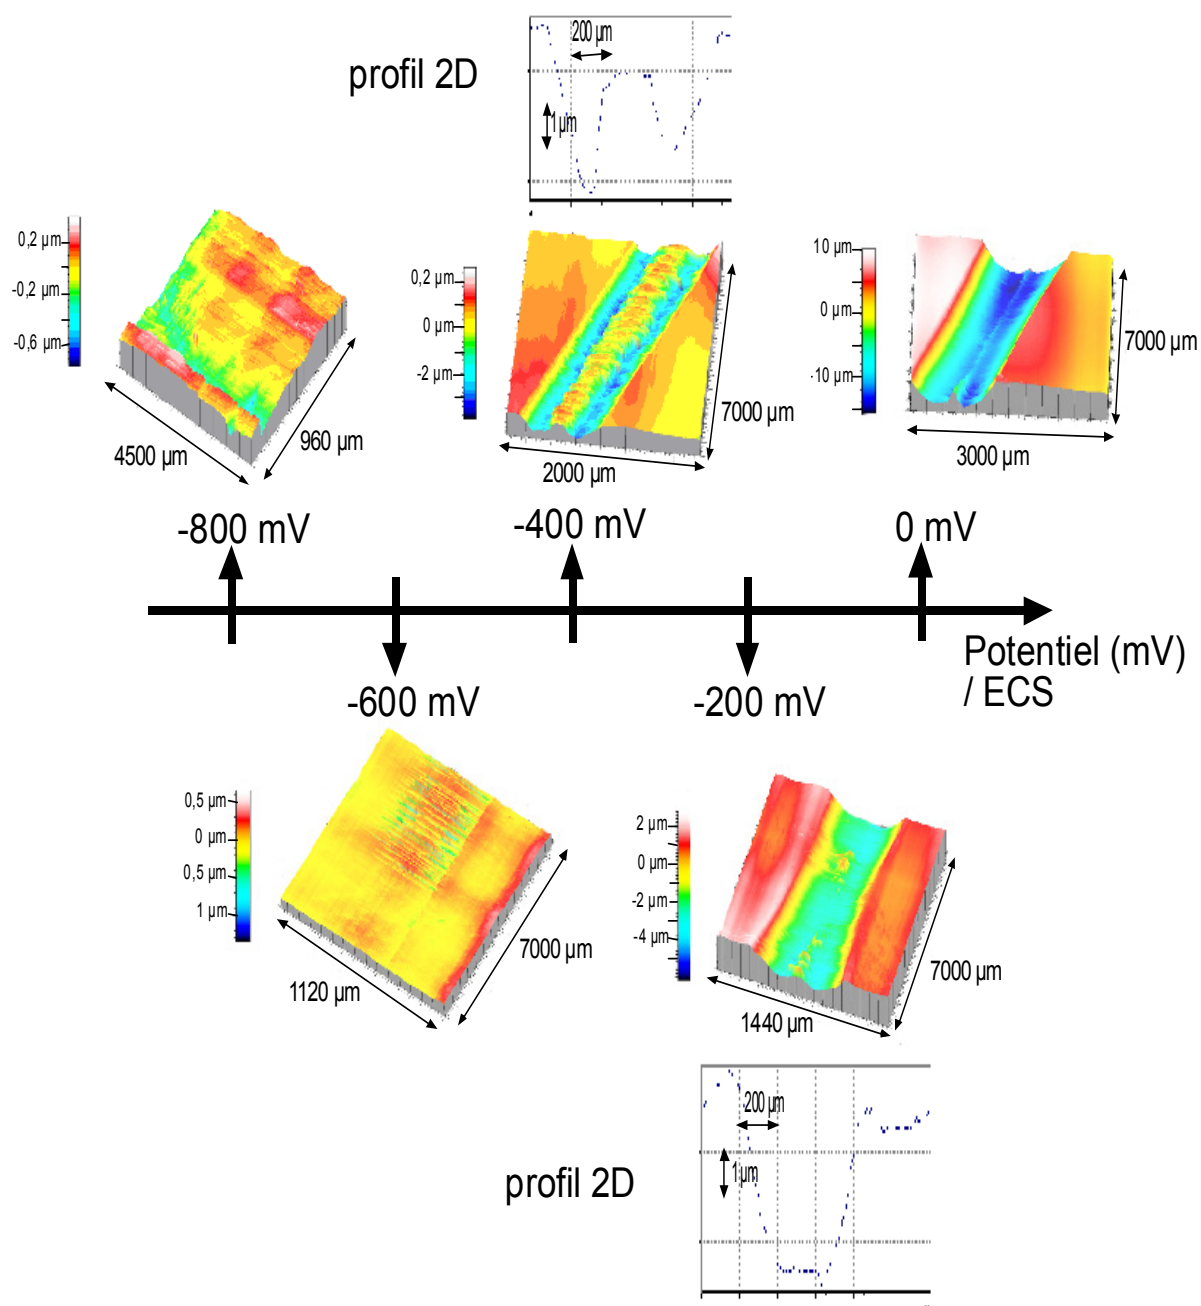 200 µm
profil 2D
1 µm
0,2 µm
-0,2 µm
-0,6 µm
4500 µm
960 µm
0,2 µm
0 µm
-2 µm
2000 µm
7000 µm
10 µm
0 µm
-10 µm
3000 µm
7000 µm
-800 mV
-400 mV
0 mV
Potentiel (mV)
/ ECS
-600 mV
-200 mV
0,5 µm
0 µm
0,5 µm
1 µm
1120 µm
7000 µm
2 µm
0 µm
-2 µm
-4 µm
1440 µm
7000 µm
200 µm
1 µm
profil 2D